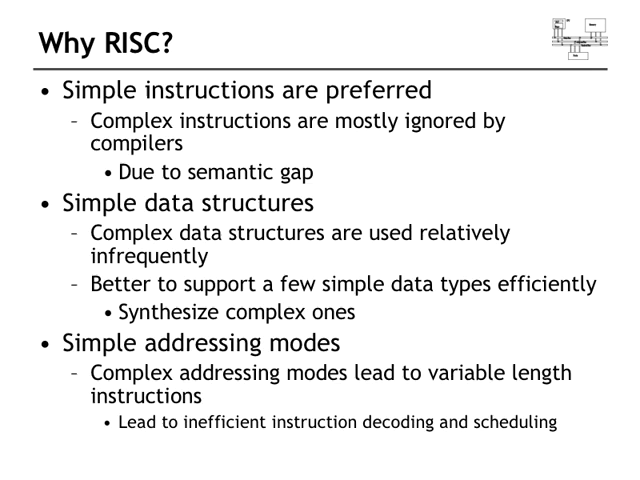 Why RISC?
• Simple instructions are preferred
– Complex instructions are mostly ignored by
compilers
• Due to semantic gap
• Simple data structures
– Complex data structures are used relatively
infrequently
– Better to support a few simple data types efficiently
• Synthesize complex ones
• Simple addressing modes
– Complex addressing modes lead to variable length
instructions
• Lead to inefficient instruction decoding and scheduling